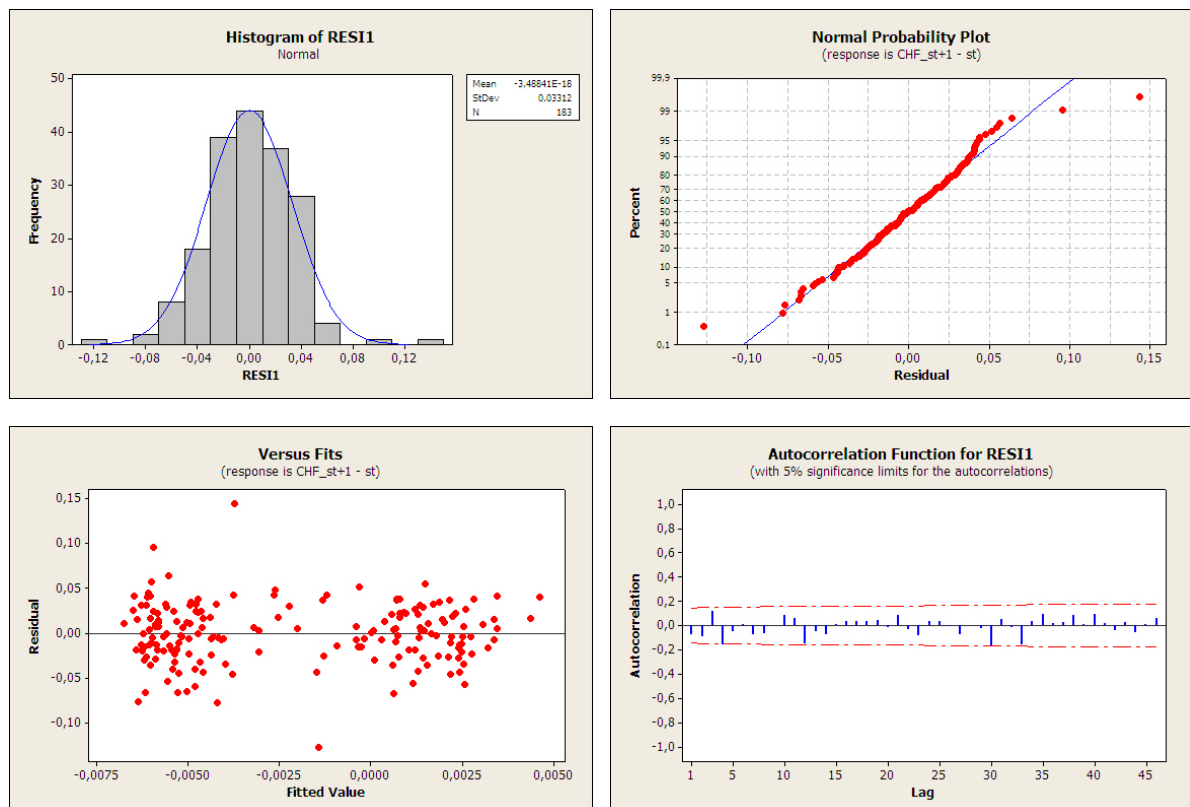 Histogram of RESI1
Normal
Mean -3,48841E-18
StDev 0,03312
N 183
Frequency
50
40
30
20
10
0
-0,12 -0,08 -0,04 0,00 0,04 0,08 0,12
RESI1
Normal Probability Plot
(response is CHF_st+1 - st)
Percent
99,9
99
95
90
80
70
60
50
40
30
20
10
5
1
0,1
-0,10 -0,05 0,00 0,05 0,10 0,15
Residual
Versus Fits
(response is CHF_st+1 - st)
Residual
0,15
0,10
0,05
0,00
-0,05
-0,10
-0,0075 -0,0050 -0,0025 0,0000 0,0025 0,0050
Fitted Value
Autocorrelation Function for RESI1
(with 5% significance limits for the autocorrelations)
Autocorrelation
1,0
0,8
0,6
0,4
0,2
0,0
-0,2
-0,4
-0,6
-0,8
-1,0
1 5 10 15 20 25 30 35 40 45
Lag